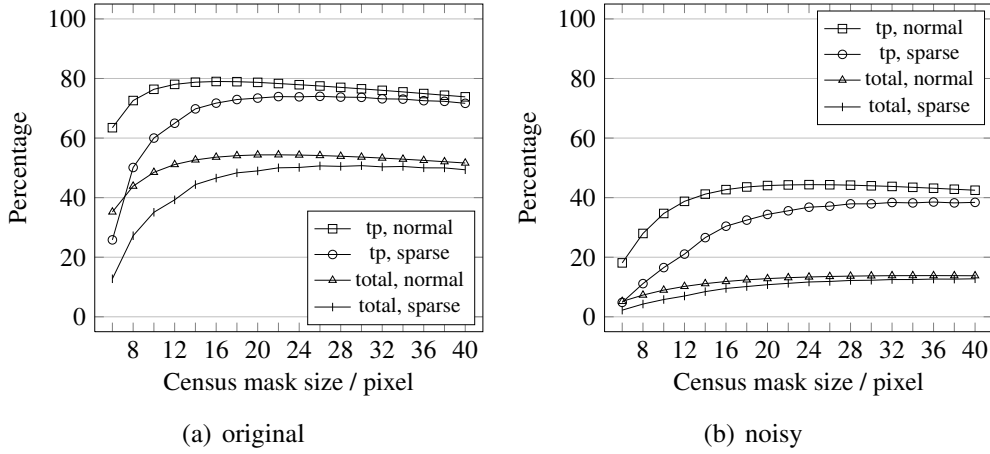 100
80
60
40
20
0
Percentage
tp, normal
tp, sparse
total, normal
total, sparse
8 12 16 20 24 28 32 36 40
Census mask size / pixel
(a) original
100
80
60
40
20
0
Percentage
tp, normal
tp, sparse
total, normal
total, sparse
8 12 16 20 24 28 32 36 40
Census mask size / pixel
(b) noisy